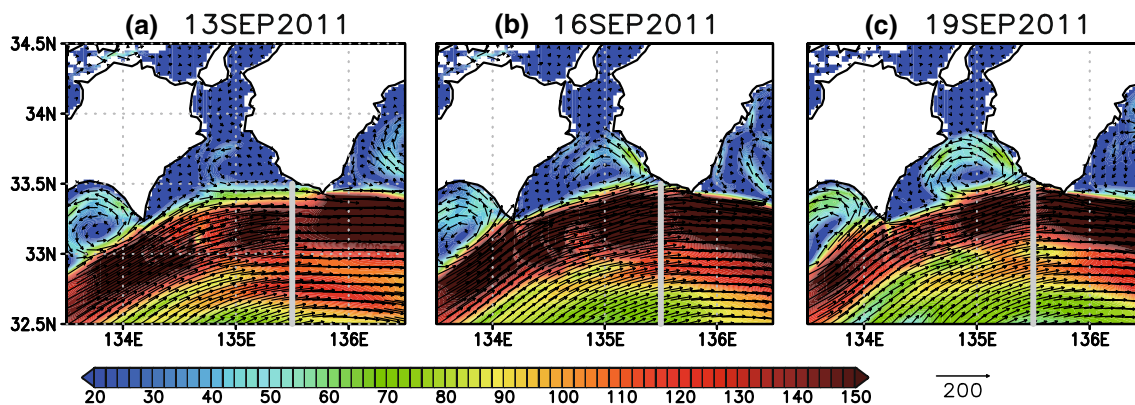 (a) 13SEP2011 (b) 16SEP2011 (c) 19SEP2011
34.5N
34N
33.5N
33N
32.5N
134E 135E 136E 134E 135E 136E 134E 135E 136E
20 30 40 50 60 70 80 90 100 110 120 130 140 150
200